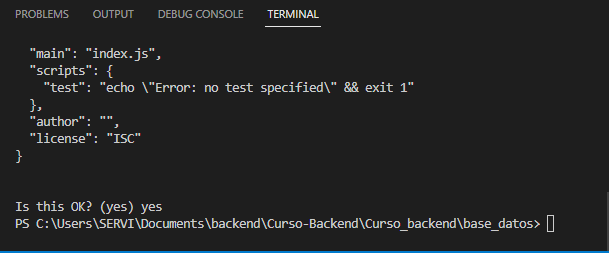 PROBLEMS OUTPUT DEBUG CONSOLE TERMINAL
"main": "index.js",
"scripts": {
"test": "echo \"Error: no test specified\" && exit 1"
},
"author": "",
"license": "ISC"
}
Is this OK? (yes) yes
PS C:\Users\SERVI\Documents\backend\Curso-Backend\Curso_backend\base_datos>